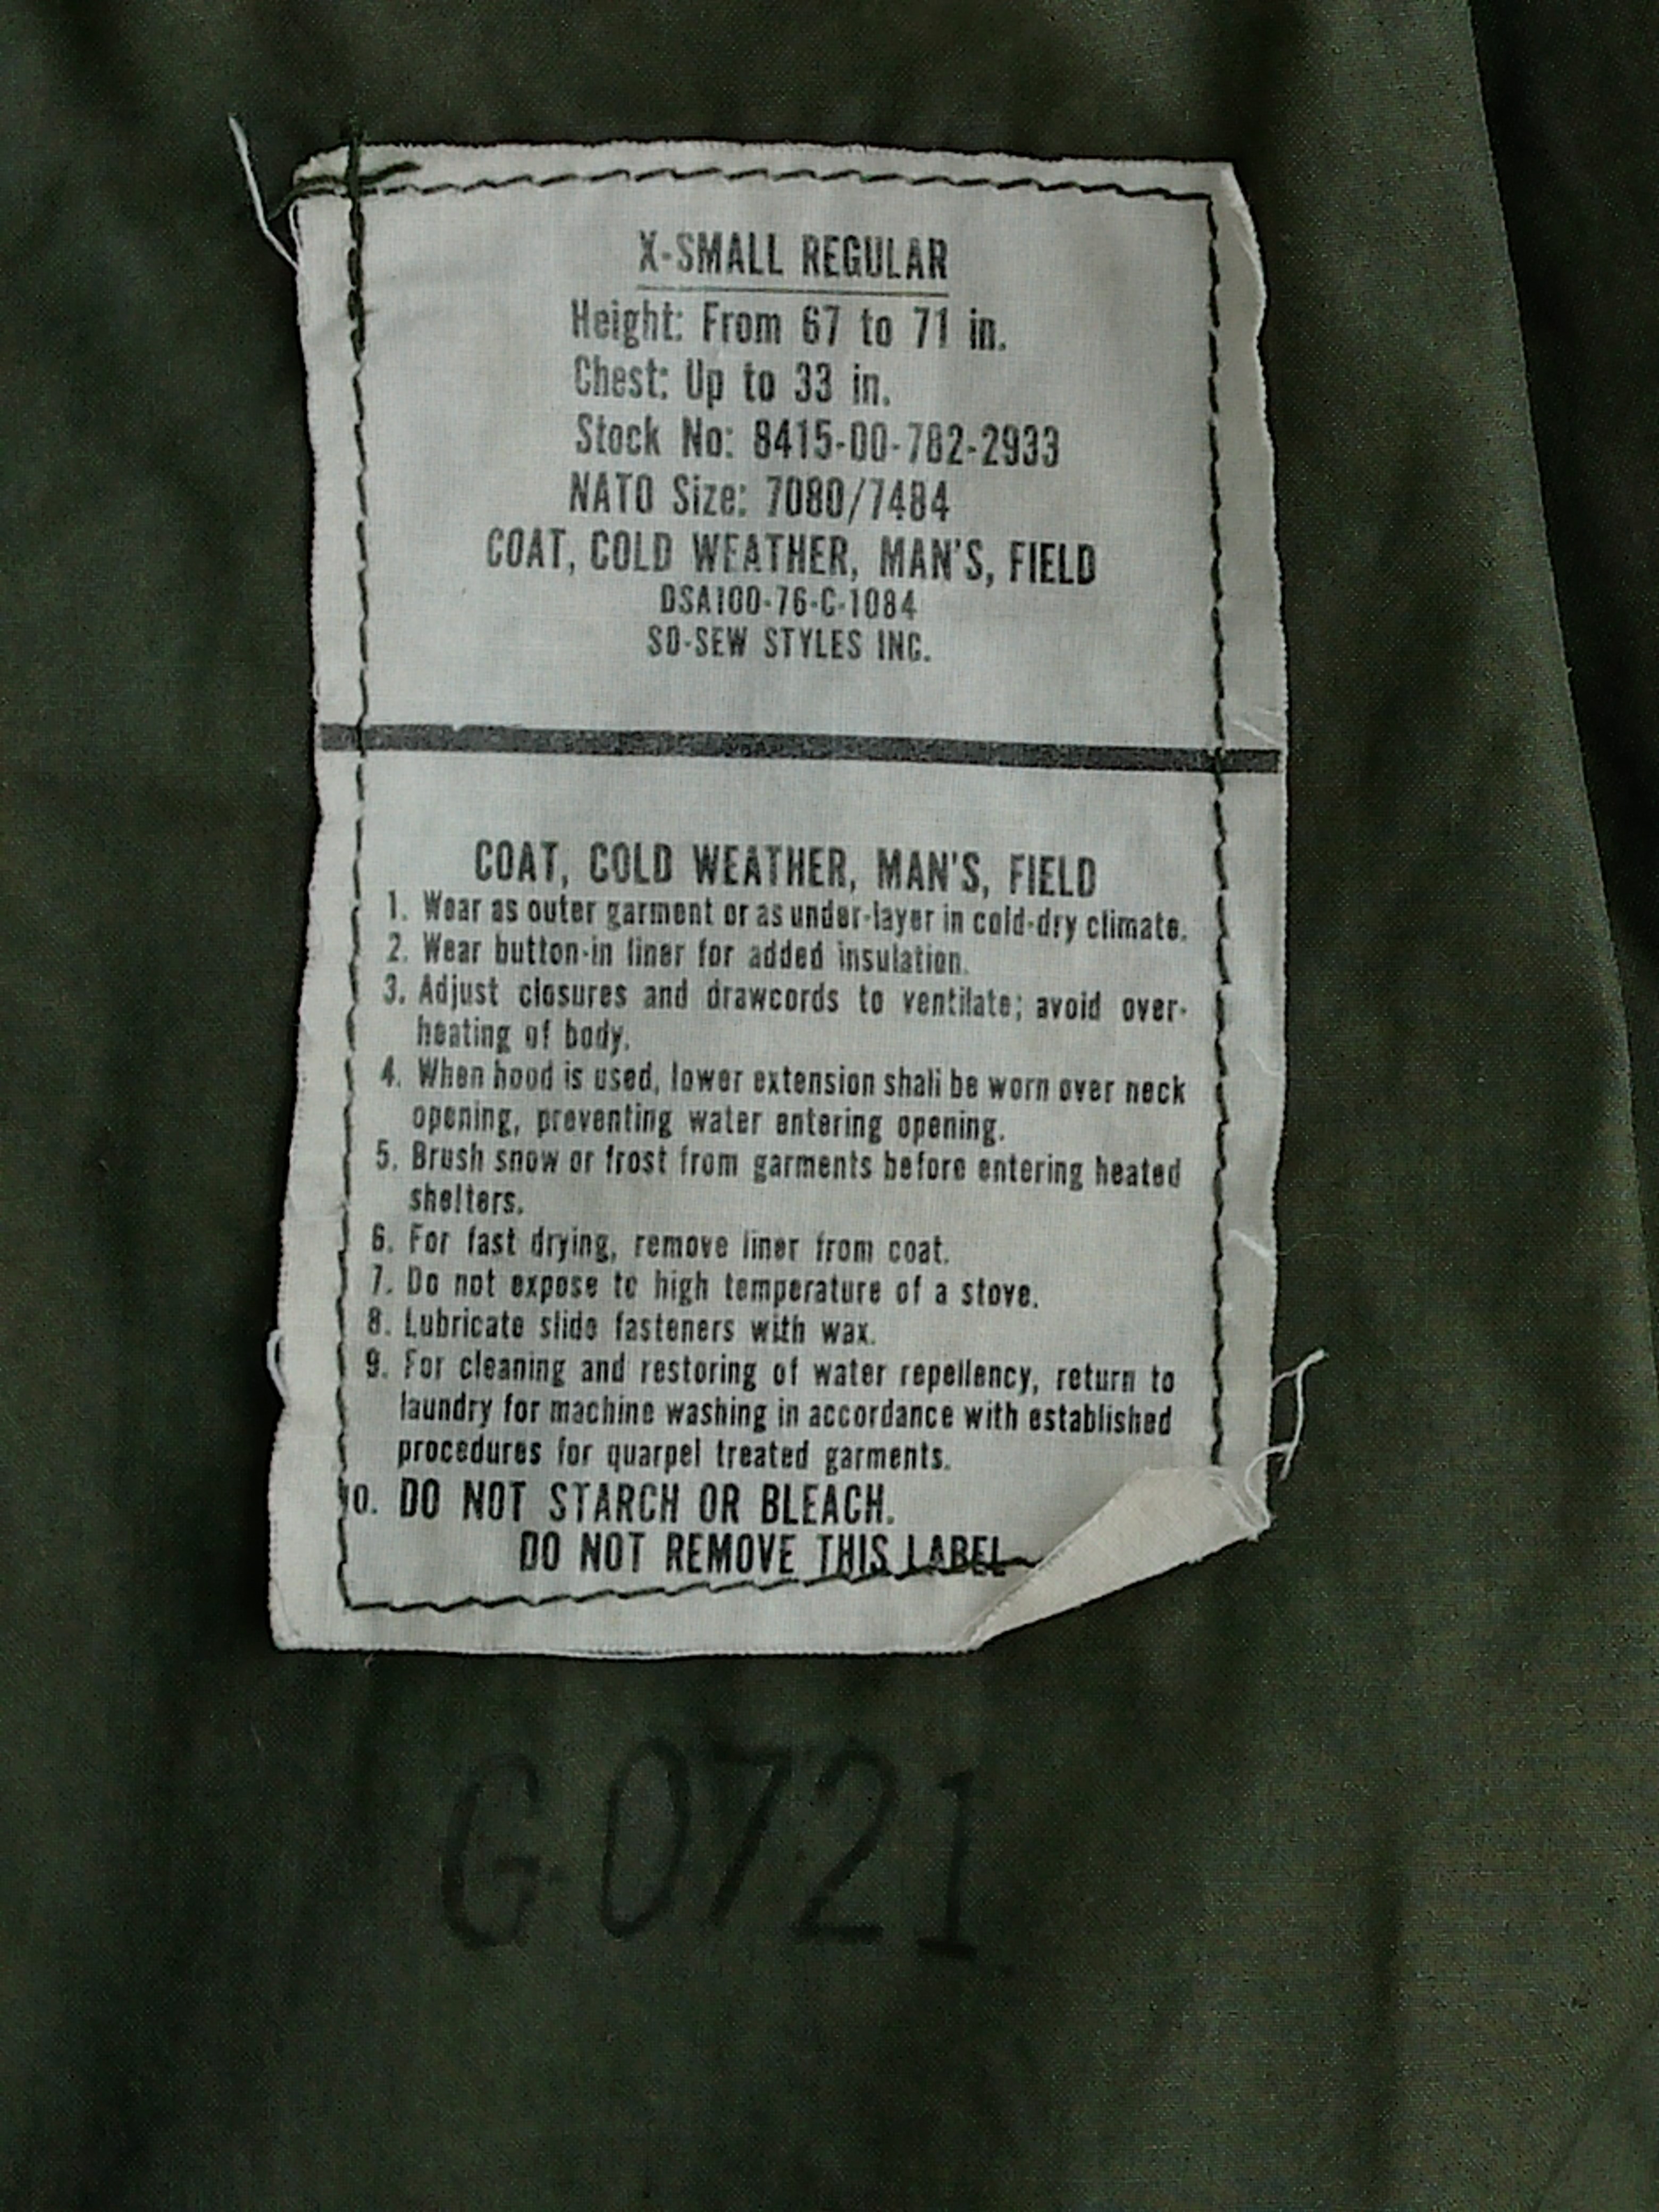 X-SMALL REGULAR
Height: From 67 to 71 in.
Chest: Up to 33 in.
Stock No: 8415-00-782-2933
NATO Size: 7080/7484
COAT, COLD WEATHER, MAN'S, FIELD
DSA100-76-C-1084
SO-SEW STYLES INC.
COAT, COLD WEATHER, MAN'S, FIELD
1. Wear as outer garment or as under-layer in cold-dry climate.
2. Wear button-in liner for added insulation.
3. Adjust closures and drawcords to ventilate; avoid over-
heating of body.
4. When hood is used, lower extension shall be worn over neck
opening, preventing water entering opening.
5. Brush snow or frost from garments before entering heated
shelters.
6. For fast drying, remove liner from coat.
7. Do not expose to high temperature of a stove.
8. Lubricate slide fasteners with wax.
9. For cleaning and restoring of water repellency, return to
laundry for machine washing in accordance with established
procedures for quarpel treated garments.
10. DO NOT STARCH OR BLEACH.
DO NOT REMOVE THIS LABEL
G-0721